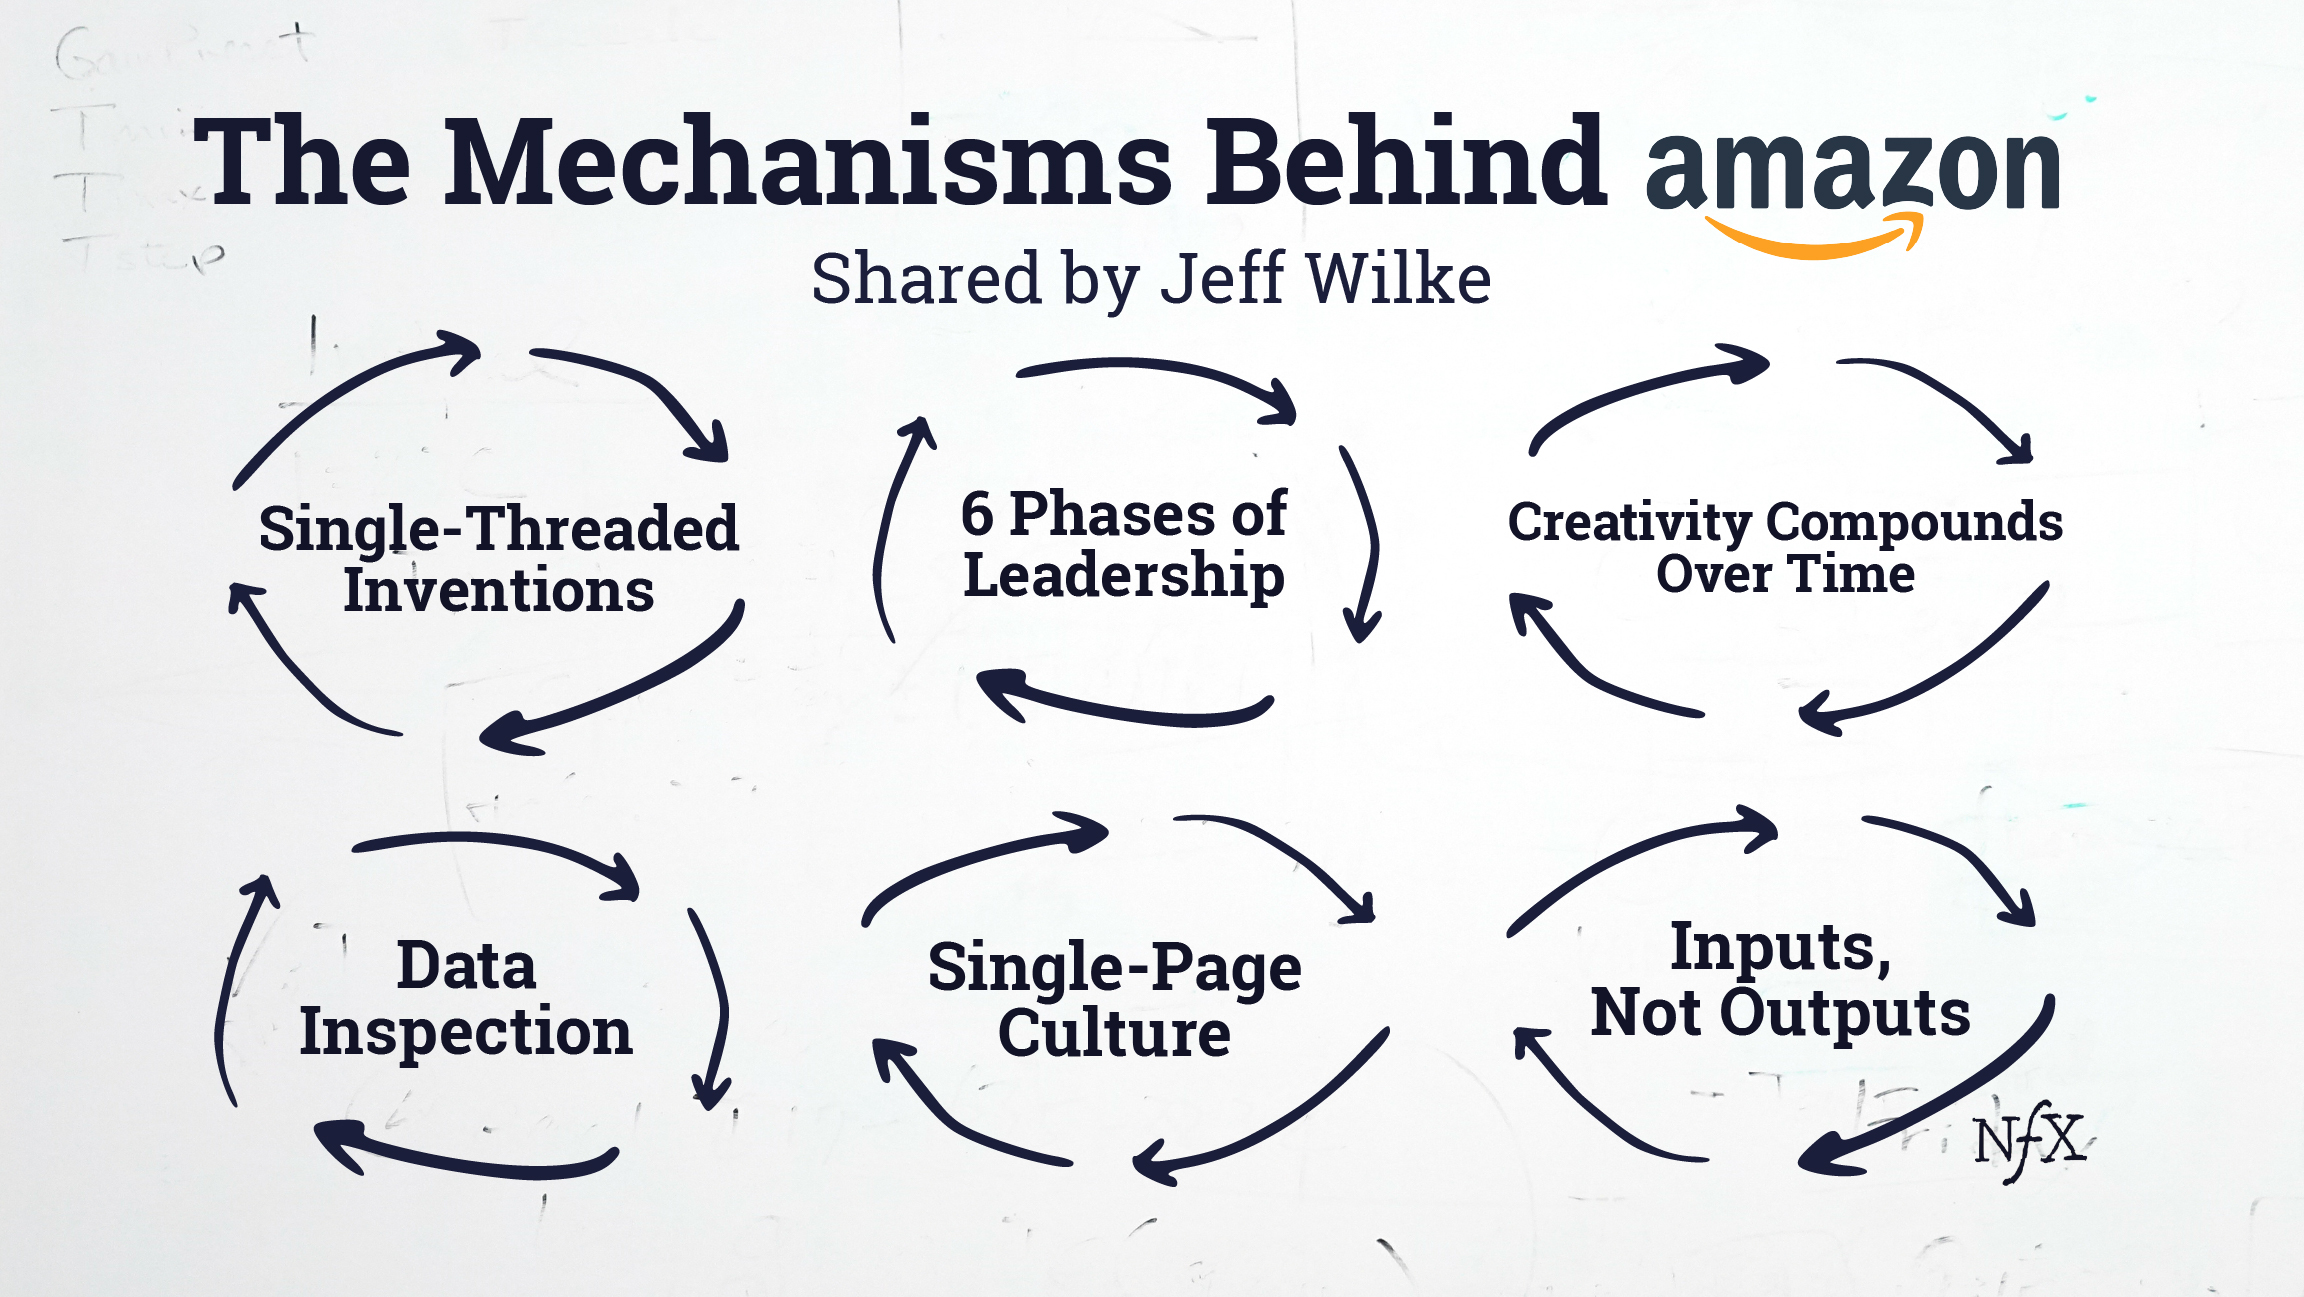 The Mechanisms Behind amazon
Shared by Jeff Wilke
Single-Threaded
Inventions
6 Phases of
Leadership
Creativity Compounds
Over Time
Data
Inspection
Single-Page
Culture
Inputs,
Not Outputs
NfX